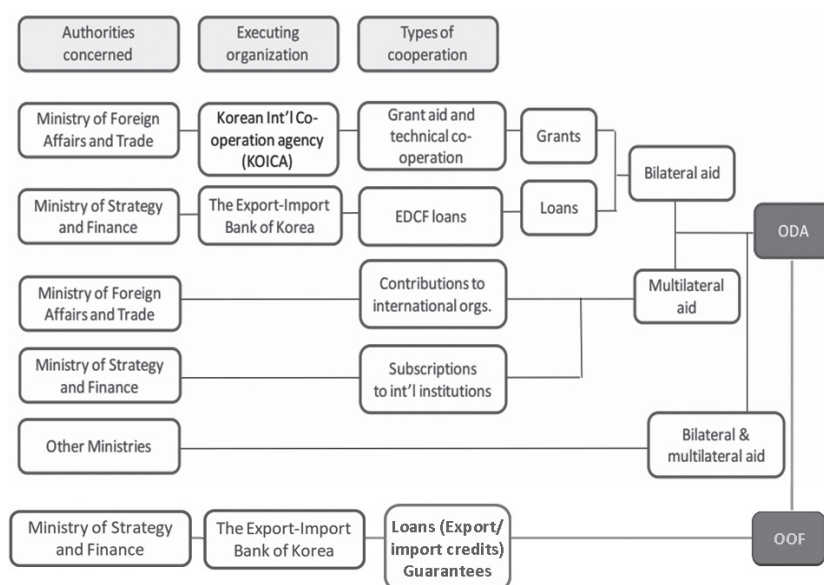 Authorities
concerned
Executing
organization
Types of
cooperation
Ministry of Foreign
Affairs and Trade
Korean Int'l Co-
operation agency
(KOICA)
Grant aid and
technical co-
operation
Grants
Bilateral aid
Ministry of Strategy
and Finance
The Export-Import
Bank of Korea
EDCF loans
Loans
ODA
Ministry of Foreign
Affairs and Trade
Contributions to
international orgs.
Multilateral
aid
Ministry of Strategy
and Finance
Subscriptions
to int'l institutions
Other Ministries
Bilateral &
multilateral aid
Ministry of Strategy
and Finance
The Export-Import
Bank of Korea
Loans (Export/
import credits)
Guarantees
OOF